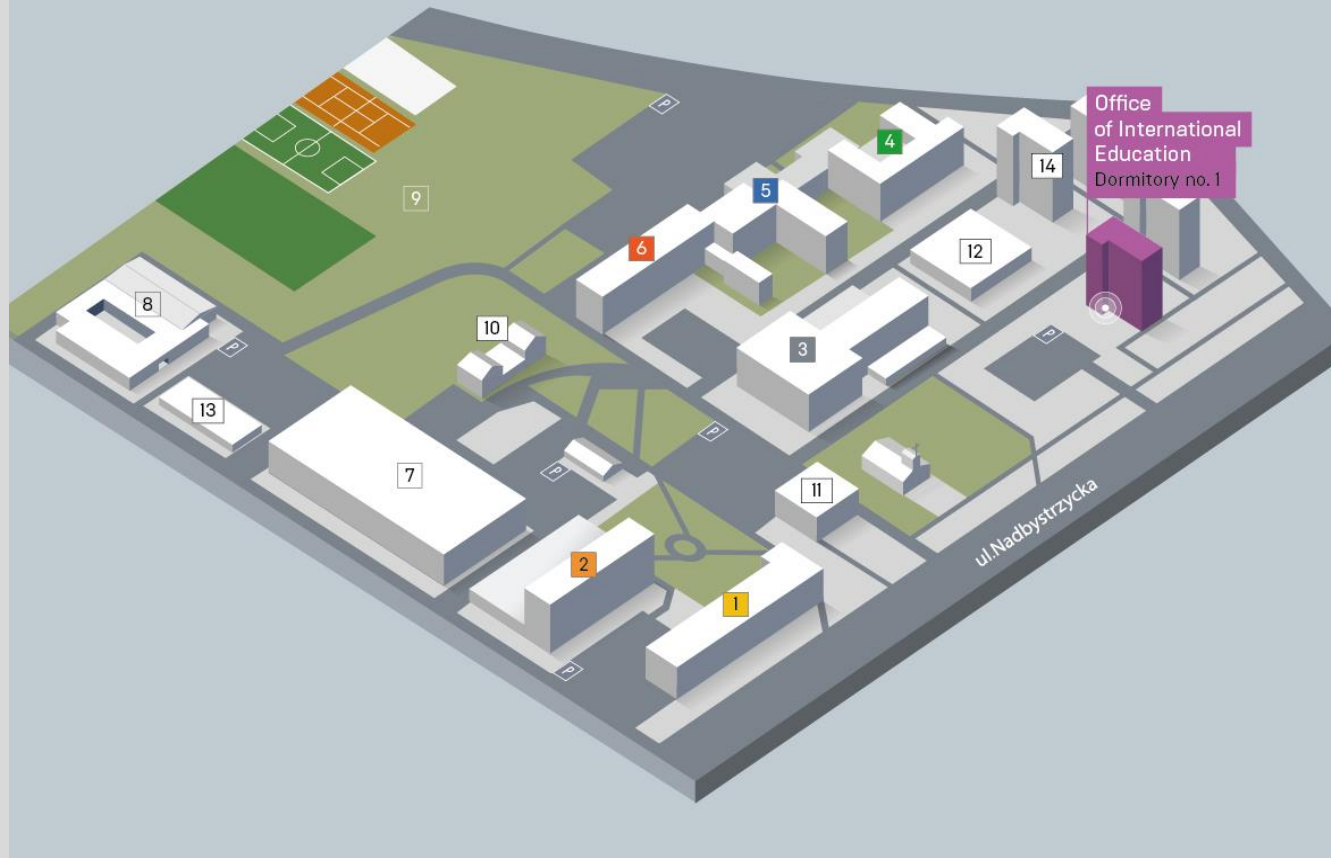 P
Office
of International
Education
Dormitory no. 1
4
14
5
9
6
12
8
10
P
P
3
13
P
7
P
11
ul.Nadbystrzycka
2
1
P